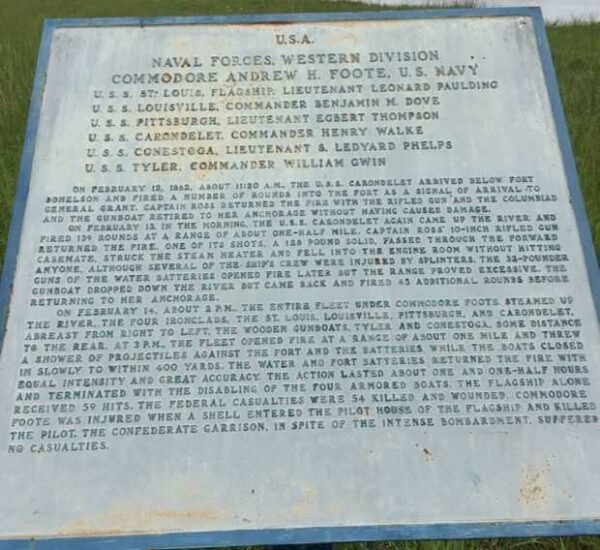 U.S.A.
NAVAL FORCES, WESTERN DIVISION
COMMODORE ANDREW H. FOOTE, U.S. NAVY
U. S. S. ST. LOUIS, FLAGSHIP, LIEUTENANT LEONARD PAULDING
U. S. S. LOUISVILLE, COMMANDER BENJAMIN M. DOVE
U. S. S. PITTSBURGH, LIEUTENANT EGBERT THOMPSON
U. S. S. CARONDELET, COMMANDER HENRY WALKE
U. S. S. CONESTOGA, LIEUTENANT S. LEDYARD PHELPS
U. S. S. TYLER, COMMANDER WILLIAM GWIN
ON FEBRUARY 12, 1862, ABOUT 11:20 A.M., THE U.S.S. CARONDELET ARRIVED BELOW FORT
DONELSON AND FIRED A NUMBER OF ROUNDS INTO THE FORT AS A SIGNAL OF ARRIVAL TO
GENERAL GRANT. CAPTAIN ROSS RETURNED THE FIRE WITH THE RIFLED GUN AND THE COLUMBIAD
AND THE GUNBOAT RETIRED TO HER ANCHORAGE WITHOUT HAVING CAUSED DAMAGE.
ON FEBRUARY 13, IN THE MORNING, THE U.S.S. CARONDELET AGAIN CAME UP THE RIVER AND
FIRED 139 ROUNDS AT A RANGE OF ABOUT ONE-HALF MILE. CAPTAIN ROSS' 10-INCH RIFLED GUN
RETURNED THE FIRE. ONE OF ITS SHOTS, A 128 POUND SOLID, PASSED THROUGH THE FORWARD
CASEMATE, STRUCK THE STEAM HEATER AND FELL INTO THE ENGINE ROOM WITHOUT HITTING
ANYONE, ALTHOUGH SEVERAL OF THE SHIP'S CREW WERE INJURED BY SPLINTERS. THE 32-POUNDER
GUNS OF THE WATER BATTERIES OPENED FIRE LATER BUT THE RANGE PROVED EXCESSIVE. THE
GUNBOAT DROPPED DOWN THE RIVER BUT CAME BACK AND FIRED 45 ADDITIONAL ROUNDS BEFORE
RETURNING TO HER ANCHORAGE.
ON FEBRUARY 14, ABOUT 2 P.M., THE ENTIRE FLEET UNDER COMMODORE FOOTE STEAMED UP
THE RIVER, THE FOUR IRONCLADS, THE ST. LOUIS, LOUISVILLE, PITTSBURGH, AND CARONDELET,
ABREAST FROM RIGHT TO LEFT, THE WOODEN GUNBOATS, TYLER AND CONESTOGA, SOME DISTANCE
TO THE REAR. AT 3 P.M., THE FLEET OPENED FIRE AT A RANGE OF ABOUT ONE MILE AND THREW
A SHOWER OF PROJECTILES AGAINST THE FORT AND THE BATTERIES, WHILE THE BOATS CLOSED
IN SLOWLY TO WITHIN 400 YARDS. THE WATER AND FORT BATTERIES RETURNED THE FIRE WITH
EQUAL INTENSITY AND GREAT ACCURACY. THE ACTION LASTED ABOUT ONE AND ONE-HALF HOURS
AND TERMINATED WITH THE DISABLING OF THE FOUR ARMORED BOATS. THE FLAGSHIP ALONE
RECEIVED 59 HITS. THE FEDERAL CASUALTIES WERE 54 KILLED AND WOUNDED. COMMODORE
FOOTE WAS INJURED WHEN A SHELL ENTERED THE PILOT HOUSE OF THE FLAGSHIP AND KILLED
THE PILOT. THE CONFEDERATE GARRISON, IN SPITE OF THE INTENSE BOMBARDMENT, SUFFERED
NO CASUALTIES.